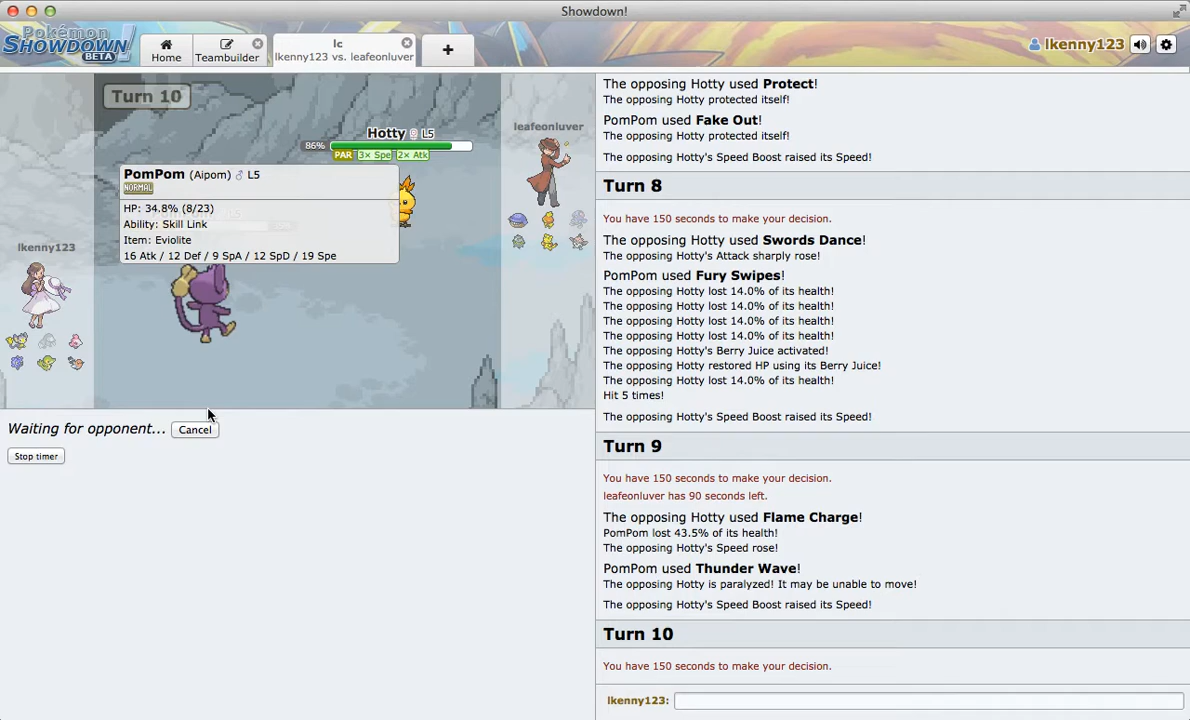 Showdown!
Pokémon
SHOWDOWN!
BETA
Home
Teambuilder
lc
lkenny123 vs. leafeonluver
+
lkenny123
Turn 10
Hotty L5
86%
PAR 3× Spe 2× Atk
leafeonluver
PomPom (Aipom) ♂ L5
NORMAL
HP: 34.8% (8/23)
Ability: Skill Link
Item: Eviolite
16 Atk / 12 Def / 9 SpA / 12 SpD / 19 Spe
lkenny123
Waiting for opponent... Cancel
Stop timer
The opposing Hotty used Protect!
The opposing Hotty protected itself!
PomPom used Fake Out!
The opposing Hotty protected itself!
The opposing Hotty's Speed Boost raised its Speed!
Turn 8
You have 150 seconds to make your decision.
The opposing Hotty used Swords Dance!
The opposing Hotty's Attack sharply rose!
PomPom used Fury Swipes!
The opposing Hotty lost 14.0% of its health!
The opposing Hotty lost 14.0% of its health!
The opposing Hotty lost 14.0% of its health!
The opposing Hotty lost 14.0% of its health!
The opposing Hotty's Berry Juice activated!
The opposing Hotty restored HP using its Berry Juice!
The opposing Hotty lost 14.0% of its health!
Hit 5 times!
The opposing Hotty's Speed Boost raised its Speed!
Turn 9
You have 150 seconds to make your decision.
leafeonluver has 90 seconds left.
The opposing Hotty used Flame Charge!
PomPom lost 43.5% of its health!
The opposing Hotty's Speed rose!
PomPom used Thunder Wave!
The opposing Hotty is paralyzed! It may be unable to move!
The opposing Hotty's Speed Boost raised its Speed!
Turn 10
You have 150 seconds to make your decision.
lkenny123: